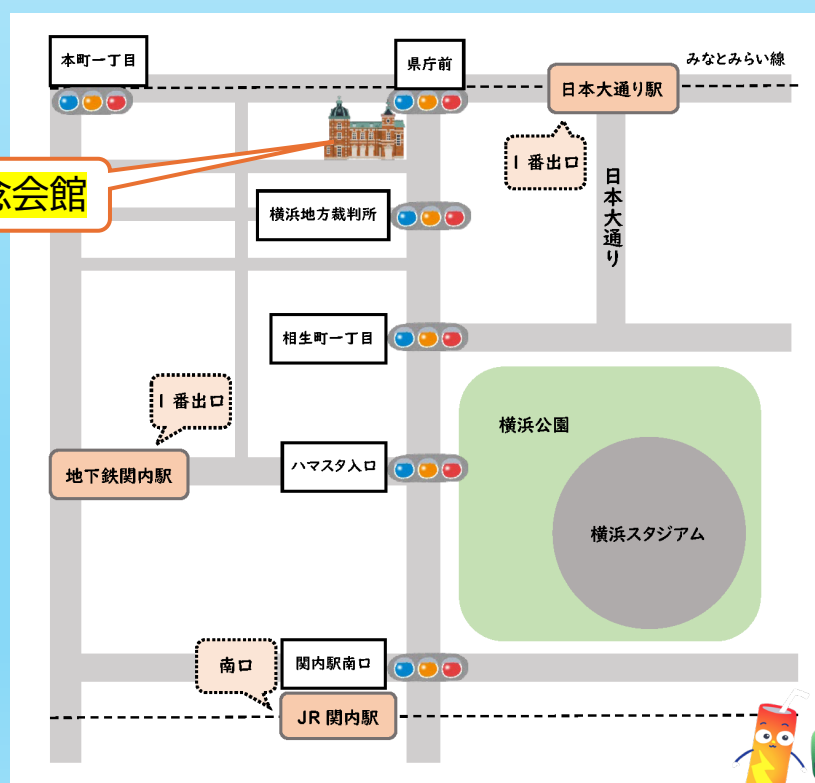 本町一丁目
県庁前
みなとみらい線
日本大通り駅
1番出口
日本大通り
念会館
横浜地方裁判所
相生町一丁目
1番出口
横浜公園
地下鉄関内駅
ハマスタ入口
横浜スタジアム
南口
関内駅南口
JR関内駅